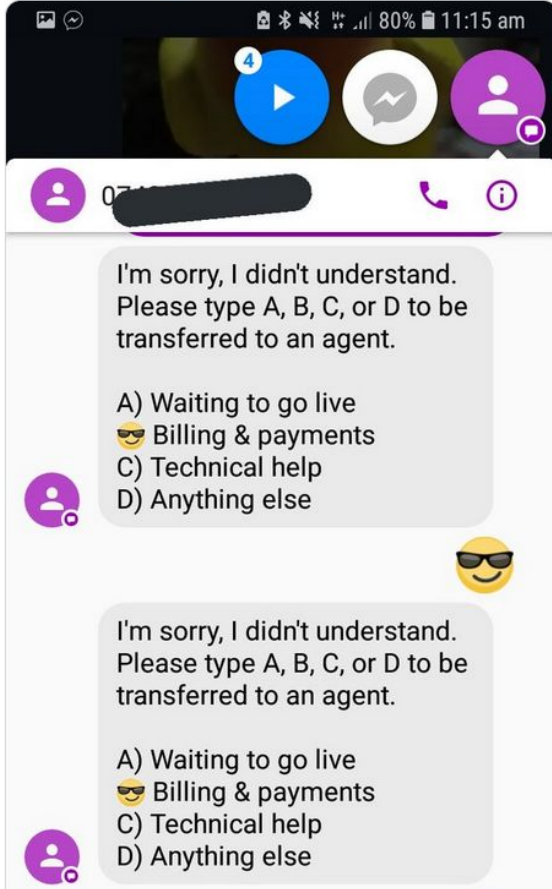 80% 11:15 am
4
I'm sorry, I didn't understand.
Please type A, B, C, or D to be
transferred to an agent.
A) Waiting to go live
😎 Billing & payments
C) Technical help
D) Anything else
😎
I'm sorry, I didn't understand.
Please type A, B, C, or D to be
transferred to an agent.
A) Waiting to go live
😎 Billing & payments
C) Technical help
D) Anything else